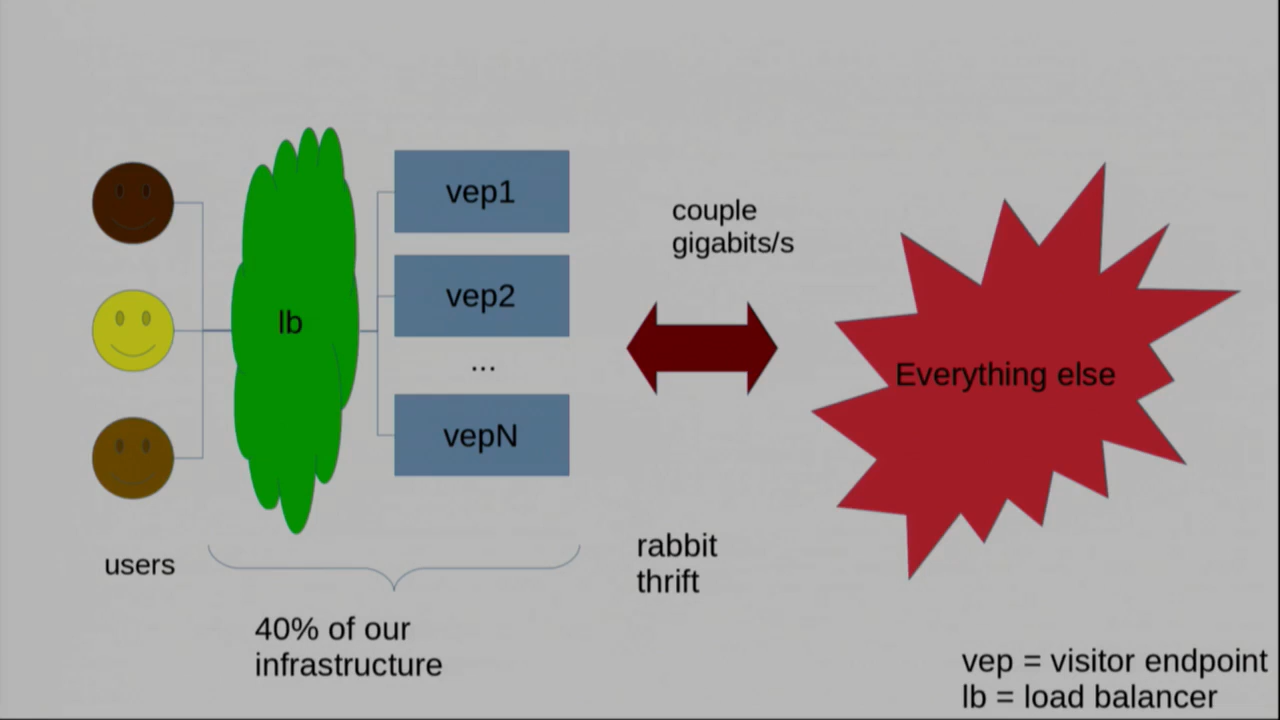 lb
vep1
vep2
...
vepN
couple
gigabits/s
Everything else
users
rabbit
thrift
40% of our
infrastructure
vep = visitor endpoint
lb = load balancer